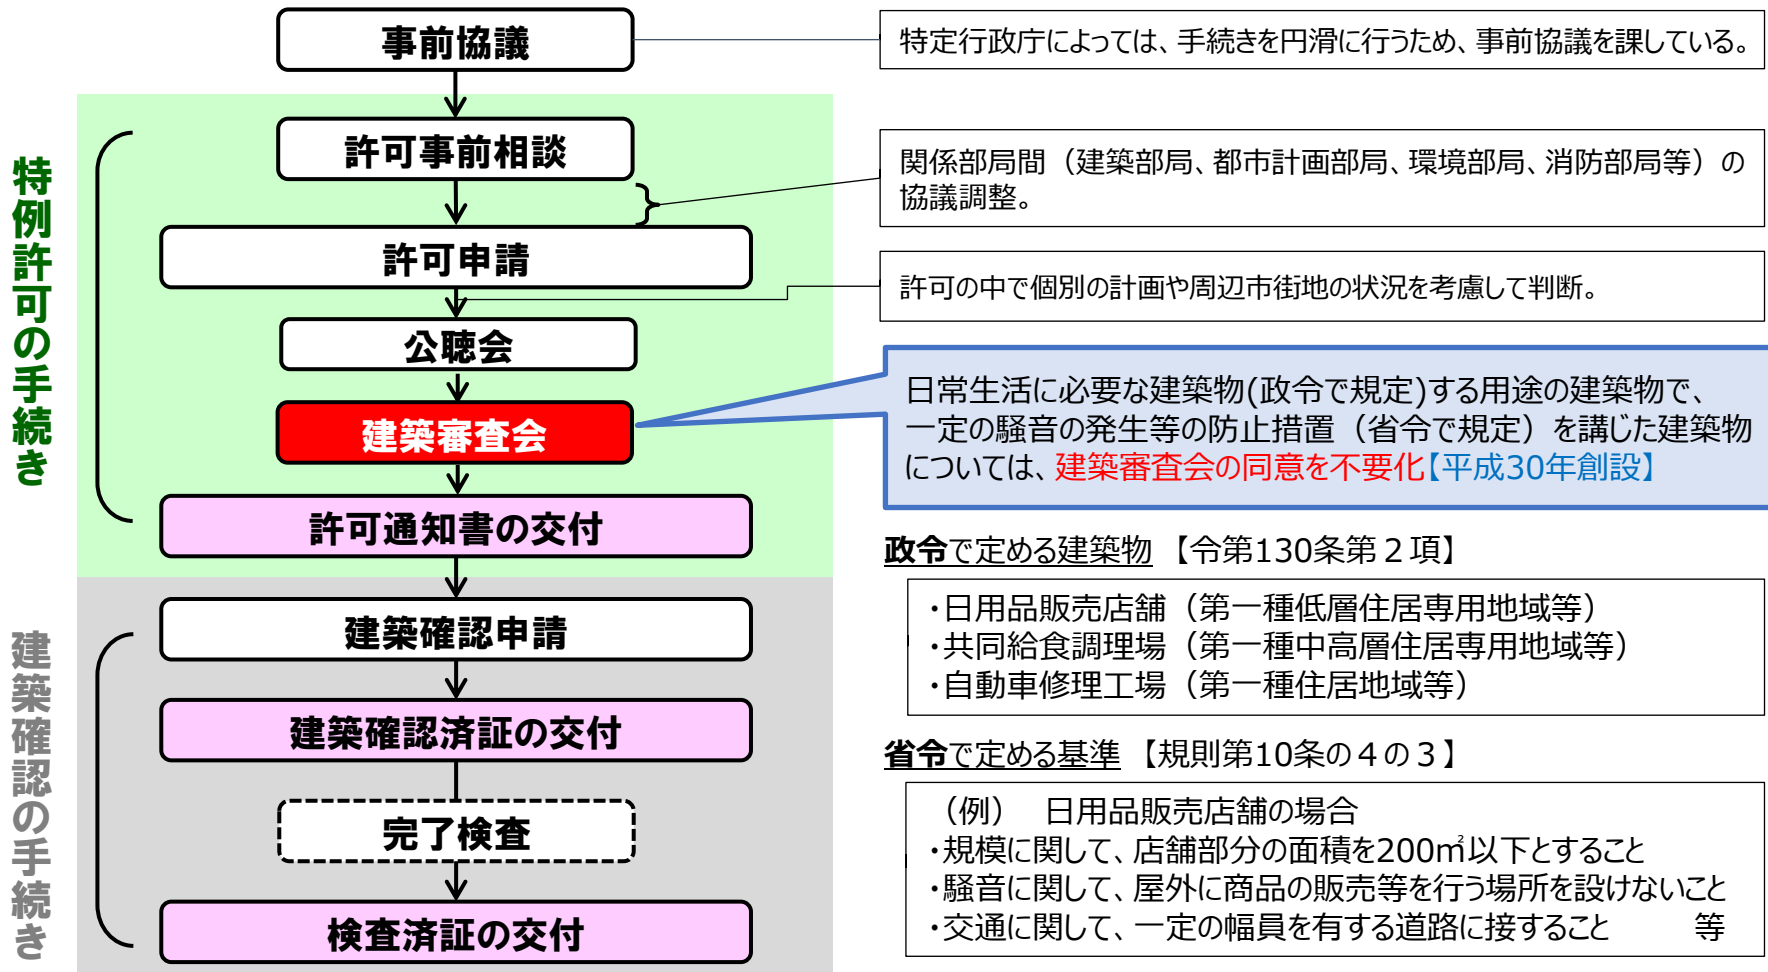 事前協議
特定行政庁によっては、手続きを円滑に行うため、事前協議を課している。
特例許可の手続き
許可事前相談
関係部局間（建築部局、都市計画部局、環境部局、消防部局等）の
協議調整。
許可申請
許可の中で個別の計画や周辺市街地の状況を考慮して判断。
公聴会
建築審査会
日常生活に必要な建築物(政令で規定)する用途の建築物で、
一定の騒音の発生等の防止措置（省令で規定）を講じた建築物
については、建築審査会の同意を不要化【平成30年創設】
許可通知書の交付
建築確認の手続き
建築確認申請
建築確認済証の交付
完了検査
検査済証の交付
政令で定める建築物 【令第130条第２項】
・日用品販売店舗（第一種低層住居専用地域等）
・共同給食調理場（第一種中高層住居専用地域等）
・自動車修理工場（第一種住居地域等）
省令で定める基準 【規則第10条の４の３】
（例） 日用品販売店舗の場合
・規模に関して、店舗部分の面積を200㎡以下とすること
・騒音に関して、屋外に商品の販売等を行う場所を設けないこと
・交通に関して、一定の幅員を有する道路に接すること 等